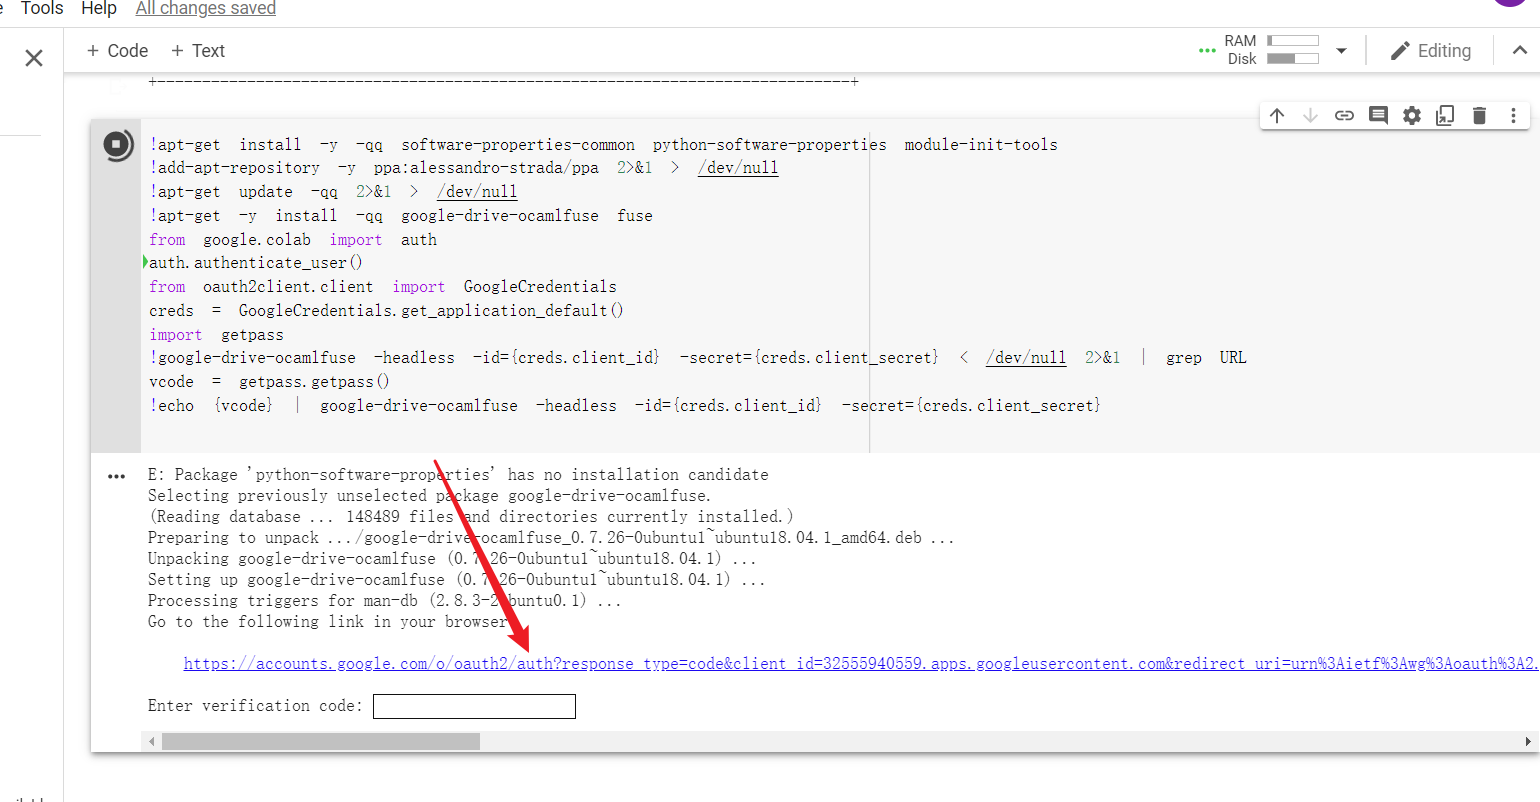 Tools Help All changes saved
+ Code + Text
RAM
Disk
Editing
+-----------------------------------------------------------------------------+
!apt-get install -y -qq software-properties-common python-software-properties module-init-tools
!add-apt-repository -y ppa:alessandro-strada/ppa 2>&1 > /dev/null
!apt-get update -qq 2>&1 > /dev/null
!apt-get -y install -qq google-drive-ocamlfuse fuse
from google.colab import auth
auth.authenticate_user()
from oauth2client.client import GoogleCredentials
creds = GoogleCredentials.get_application_default()
import getpass
!google-drive-ocamlfuse -headless -id={creds.client_id} -secret={creds.client_secret} < /dev/null 2>&1 | grep URL
vcode = getpass.getpass()
!echo {vcode} | google-drive-ocamlfuse -headless -id={creds.client_id} -secret={creds.client_secret}
E: Package 'python-software-properties' has no installation candidate
Selecting previously unselected package google-drive-ocamlfuse.
(Reading database ... 148489 files and directories currently installed.)
Preparing to unpack .../google-drive-ocamlfuse_0.7.26-0ubuntu1~ubuntu18.04.1_amd64.deb ...
Unpacking google-drive-ocamlfuse (0.7.26-0ubuntu1~ubuntu18.04.1) ...
Setting up google-drive-ocamlfuse (0.7.26-0ubuntu1~ubuntu18.04.1) ...
Processing triggers for man-db (2.8.3-2ubuntu0.1) ...
Go to the following link in your browser
https://accounts.google.com/o/oauth2/auth?response_type=code&client_id=32555940559.apps.googleusercontent.com&redirect_uri=urn%3Aietf%3Awg%3Aoauth%3A2.
Enter verification code: